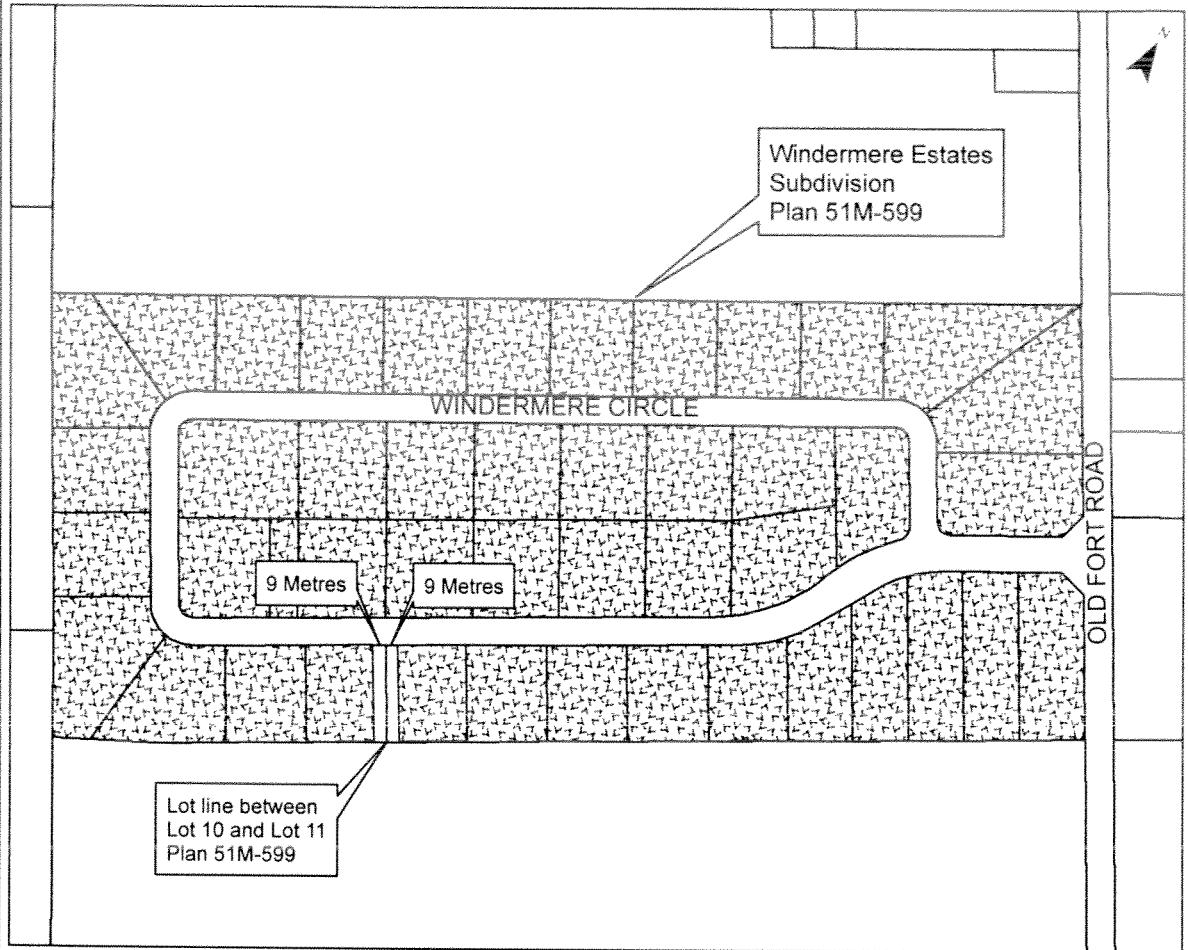 N
Windermere Estates
Subdivision
Plan 51M-599
WINDERMERE CIRCLE
OLD FORT ROAD
9 Metres
9 Metres
Lot line between
Lot 10 and Lot 11
Plan 51M-599